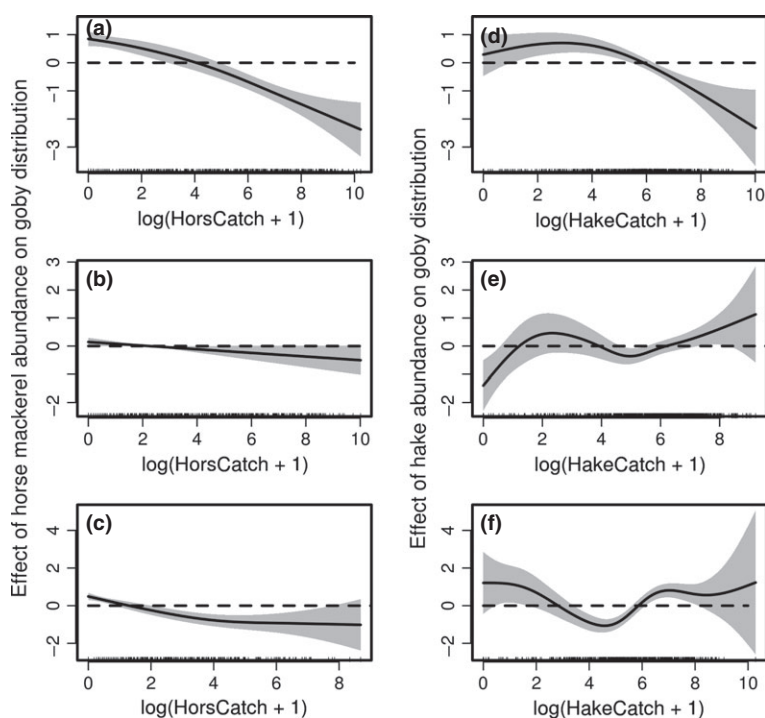 Effect of horse mackerel abundance on goby distribution
(a)
1
0
-1
-3
0 2 4 6 8 10
log(HorsCatch + 1)
(b)
3
2
1
0
-2
0 2 4 6 8 10
log(HorsCatch + 1)
(c)
4
2
0
-2
0 2 4 6 8
log(HorsCatch + 1)
Effect of hake abundance on goby distribution
(d)
1
0
-1
-3
0 2 4 6 8 10
log(HakeCatch + 1)
(e)
3
2
1
0
-2
0 2 4 6 8
log(HakeCatch + 1)
(f)
4
2
0
-2
0 2 4 6 8 10
log(HakeCatch + 1)